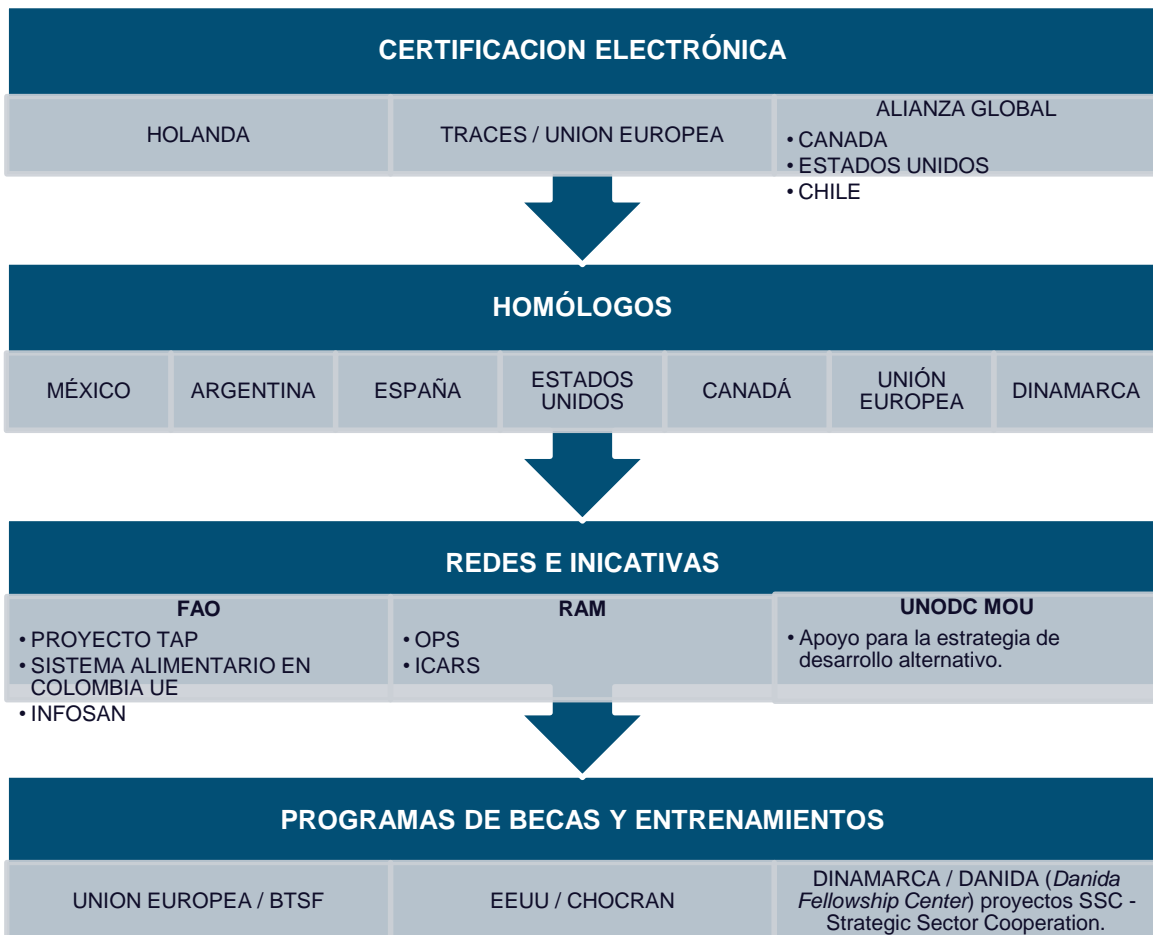 CERTIFICACION ELECTRÓNICA
HOLANDA
TRACES / UNION EUROPEA
ALIANZA GLOBAL
• CANADA
• ESTADOS UNIDOS
• CHILE
HOMÓLOGOS
MÉXICO
ARGENTINA
ESPAÑA
ESTADOS
UNIDOS
CANADÁ
UNIÓN
EUROPEA
DINAMARCA
REDES E INICATIVAS
FAO
• PROYECTO TAP
• SISTEMA ALIMENTARIO EN
COLOMBIA UE
• INFOSAN
RAM
• OPS
• ICARS
UNODC MOU
• Apoyo para la estrategia de
desarrollo alternativo.
PROGRAMAS DE BECAS Y ENTRENAMIENTOS
UNION EUROPEA / BTSF
EEUU / CHOCRAN
DINAMARCA / DANIDA (Danida
Fellowship Center) proyectos SSC -
Strategic Sector Cooperation.